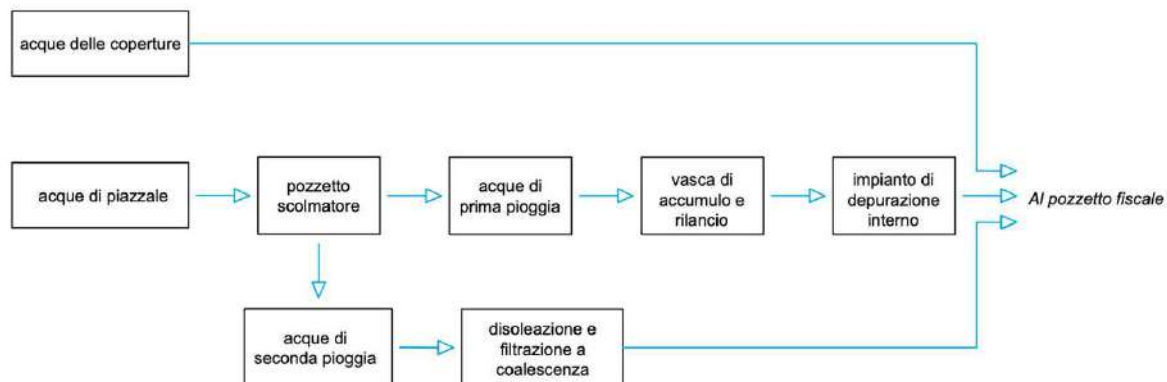 acque delle coperture
acque di piazzale
pozzetto
scolmatore
acque di
prima pioggia
vasca di
accumulo e
rilancio
impianto di
depurazione
interno
Al pozzetto fiscale
acque di
seconda pioggia
disoleazione e
filtrazione a
coalescenza